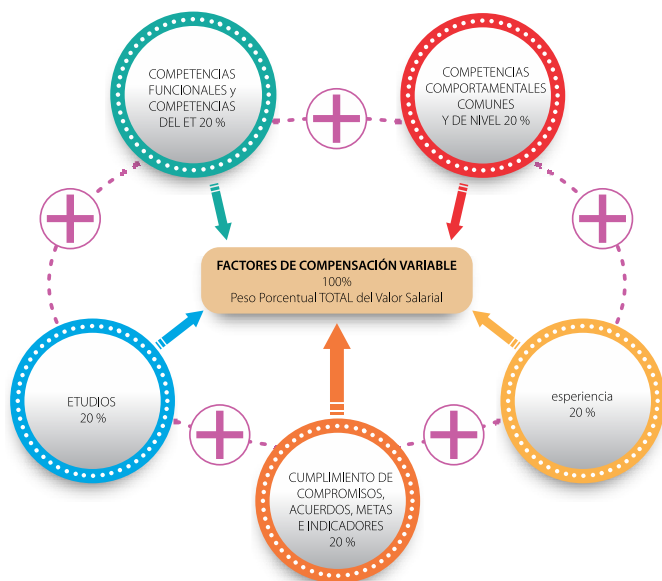 COMPETENCIAS
FUNCIONALES y
COMPETENCIAS
DEL ET 20 %
COMPETENCIAS
COMPORTAMENTALES
COMUNES
Y DE NIVEL 20 %
FACTORES DE COMPENSACIÓN VARIABLE
100%
Peso Porcentual TOTAL del Valor Salarial
ETUDIOS
20 %
esperiencia
20 %
CUMPLIMIENTO DE
COMPROMISOS,
ACUERDOS, METAS
E INDICADORES
20 %